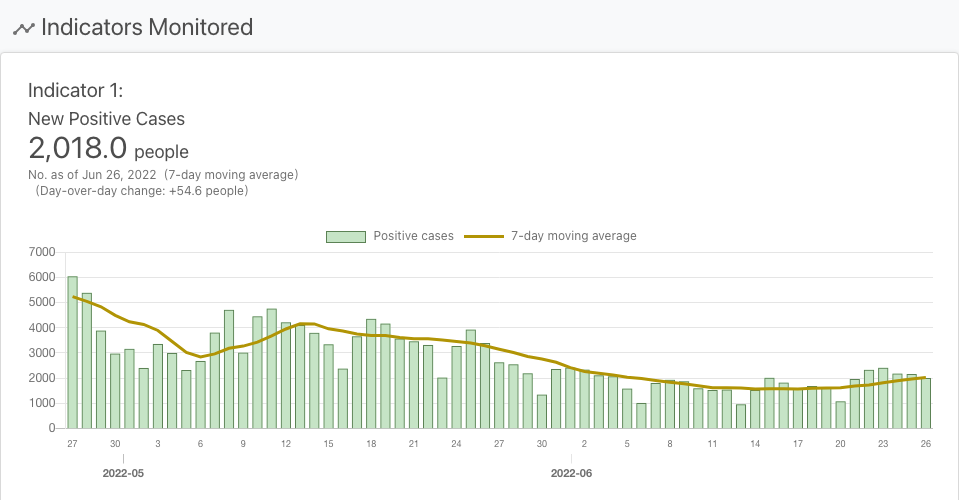 Indicators Monitored
Indicator 1:
New Positive Cases
2,018.0 people
No. as of Jun 26, 2022 (7-day moving average)
(Day-over-day change: +54.6 people)
Positive cases 7-day moving average
7000
6000
5000
4000
3000
2000
1000
0
27 30 3 6 9 12 15 18 21 24 27 30 2 5 8 11 14 17 20 23 26
2022-05 2022-06